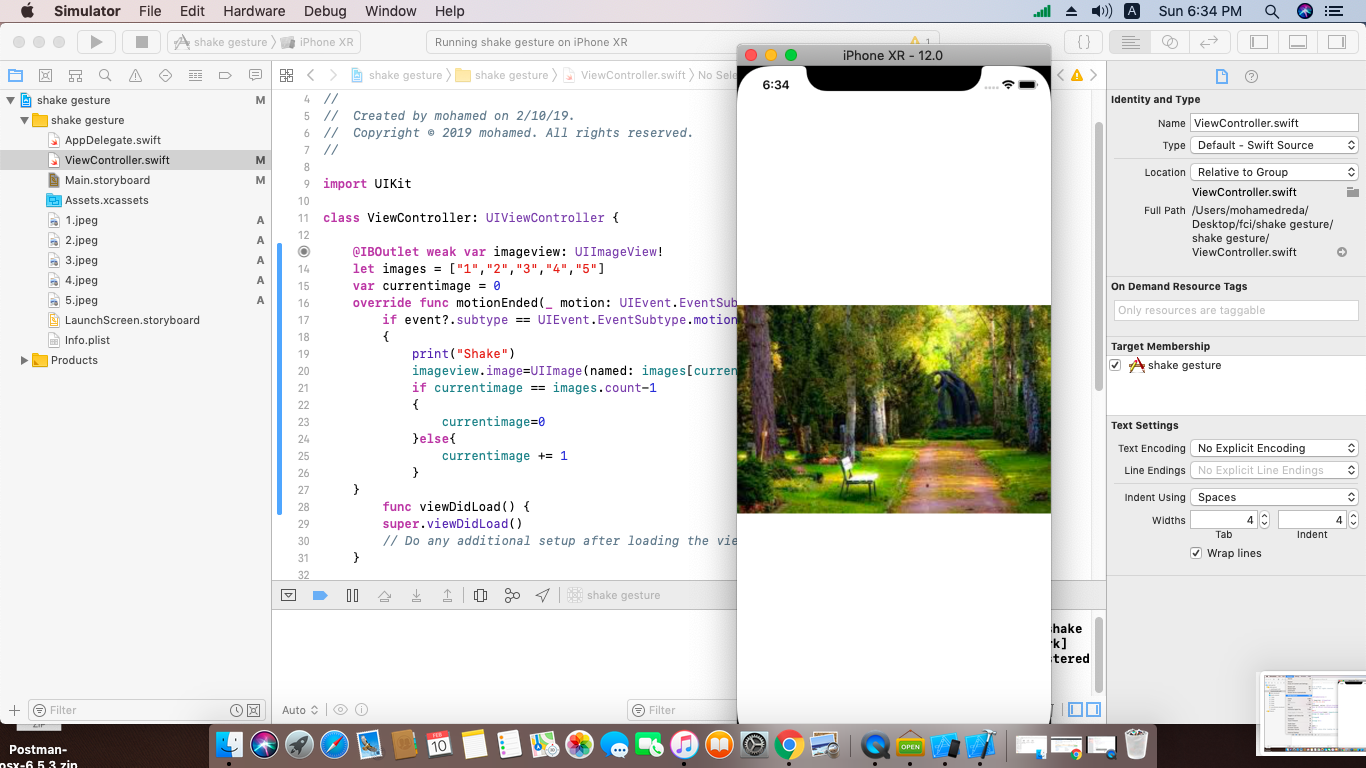 Simulator File Edit Hardware Debug Window Help
A Sun 6:34 PM
shake gesture iPhone XR
Running shake gesture on iPhone XR
1
iPhone XR - 12.0
shake gesture shake gesture ViewController.swift No Sele
shake gesture M
shake gesture
AppDelegate.swift
ViewController.swift M
Main.storyboard M
Assets.xcassets
1.jpeg A
2.jpeg A
3.jpeg A
4.jpeg A
5.jpeg A
LaunchScreen.storyboard
Info.plist
Products
Filter
4 //
5 //  Created by mohamed on 2/10/19.
6 //  Copyright © 2019 mohamed. All rights reserved.
7 //
8
9 import UIKit
10
11 class ViewController: UIViewController {
12
@IBOutlet weak var imageview: UIImageView!
14 let images = ["1","2","3","4","5"]
15 var currentimage = 0
16 override func motionEnded(_ motion: UIEvent.EventSub
17 if event?.subtype == UIEvent.EventSubtype.motion
18 {
19 print("Shake")
20 imageview.image=UIImage(named: images[curren
21 if currentimage == images.count-1
22 {
23 currentimage=0
24 }else{
25 currentimage += 1
26 }
27 }
28 func viewDidLoad() {
29 super.viewDidLoad()
30 // Do any additional setup after loading the vie
31 }
32
shake gesture
Auto
Filter
6:34
shake
rk]
tered
Identity and Type
Name ViewController.swift
Type Default - Swift Source
Location Relative to Group
ViewController.swift
Full Path /Users/mohamedreda/
Desktop/fci/shake gesture/
shake gesture/
ViewController.swift
On Demand Resource Tags
Only resources are taggable
Target Membership
shake gesture
Text Settings
Text Encoding No Explicit Encoding
Line Endings No Explicit Line Endings
Indent Using Spaces
Widths 4 4
Tab Indent
Wrap lines
ZIP
Postman-
osx-6.5.3.zip
FEB
10
OPEN